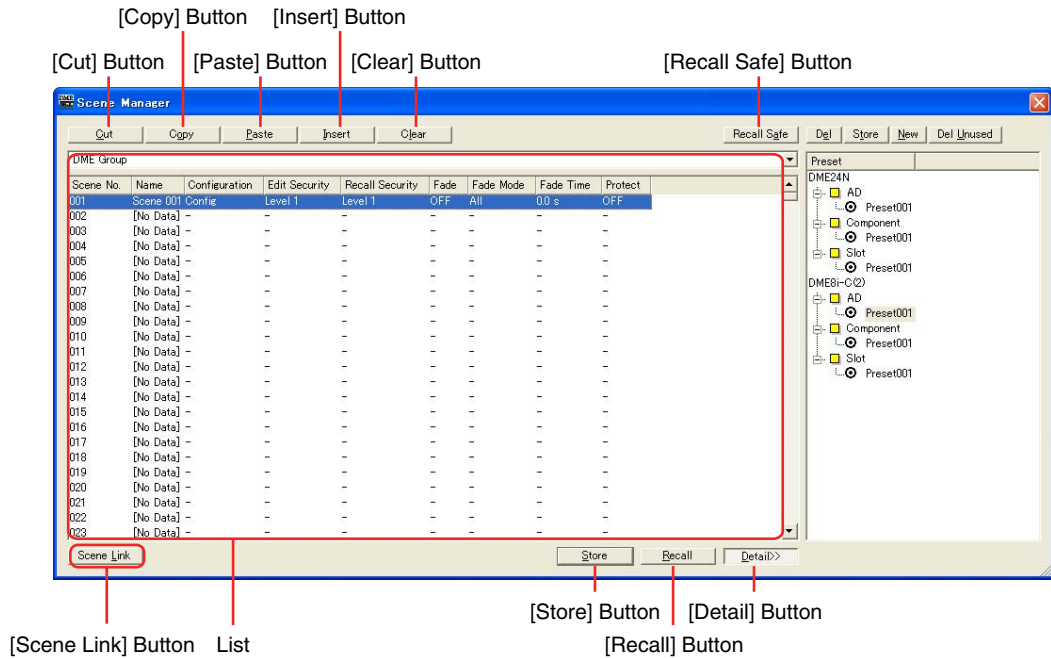 [Copy] Button [Insert] Button
[Cut] Button [Paste] Button [Clear] Button [Recall Safe] Button
DME Scene Manager
Cut Copy Paste Insert Clear Recall Safe Del Store New Del Unused
DME Group
Preset
Scene No. Name Configuration Edit Security Recall Security Fade Fade Mode Fade Time Protect
001 Scene 001 Config Level 1 Level 1 OFF All 0.0 s OFF
002 [No Data] - - - - - - -
003 [No Data] - - - - - - -
004 [No Data] - - - - - - -
005 [No Data] - - - - - - -
006 [No Data] - - - - - - -
007 [No Data] - - - - - - -
008 [No Data] - - - - - - -
009 [No Data] - - - - - - -
010 [No Data] - - - - - - -
011 [No Data] - - - - - - -
012 [No Data] - - - - - - -
013 [No Data] - - - - - - -
014 [No Data] - - - - - - -
015 [No Data] - - - - - - -
016 [No Data] - - - - - - -
017 [No Data] - - - - - - -
018 [No Data] - - - - - - -
019 [No Data] - - - - - - -
020 [No Data] - - - - - - -
021 [No Data] - - - - - - -
022 [No Data] - - - - - - -
023 [No Data] - - - - - - -
DME24N
AD
Preset001
Component
Preset001
Slot
Preset001
DME8i-C(2)
AD
Preset001
Component
Preset001
Slot
Preset001
Scene Link Store Recall Detail>>
[Store] Button [Detail] Button
[Scene Link] Button List [Recall] Button